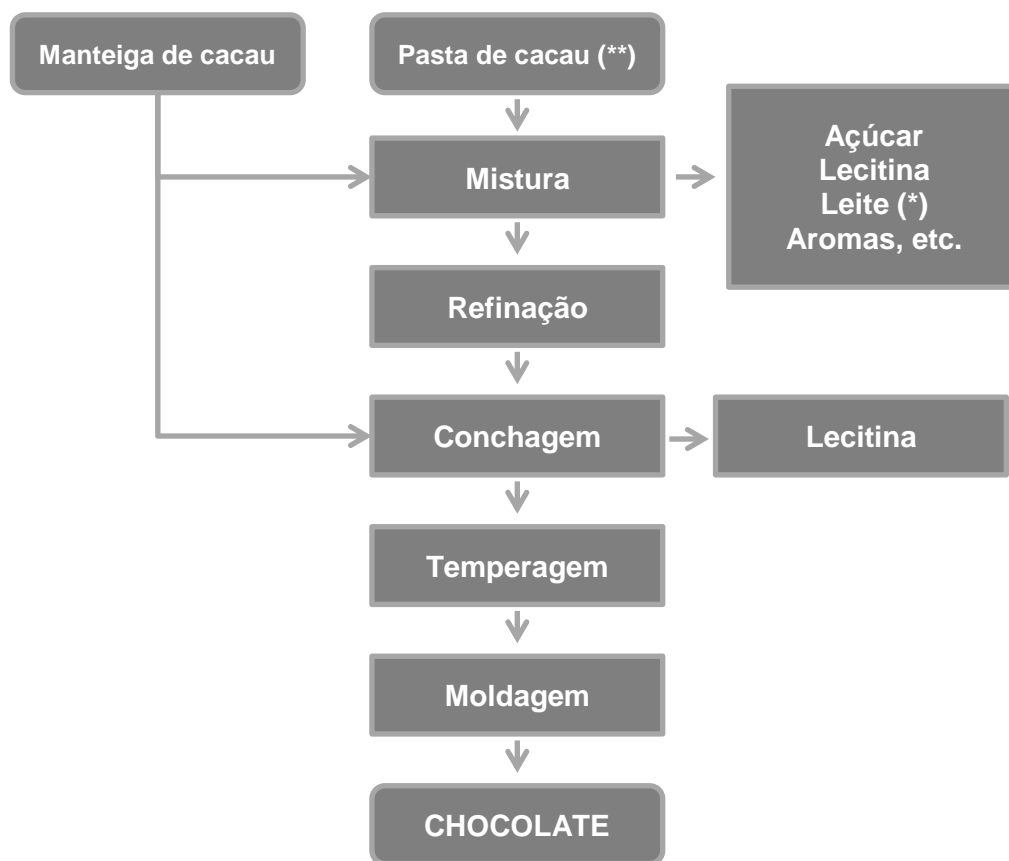 Manteiga de cacau
Pasta de cacau (**)
Mistura
Açúcar
Lecitina
Leite (*)
Aromas, etc.
Refinação
Conchagem
Lecitina
Temperagem
Moldagem
CHOCOLATE